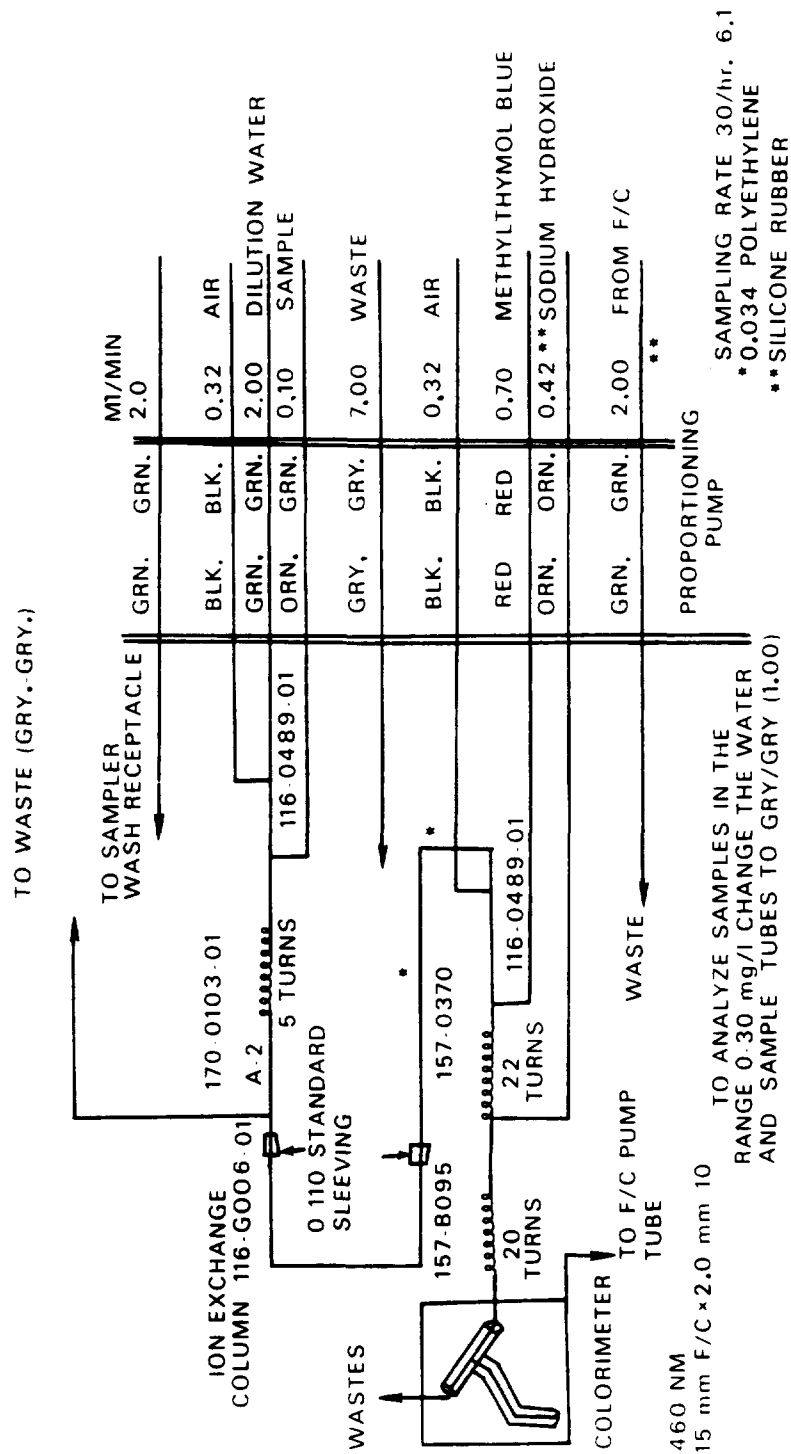 TO WASTE (GRY.-GRY.)
TO SAMPLER
WASH RECEPTACLE
M1/MIN
GRN. GRN. 2.0
BLK. BLK. 0.32 AIR
GRN. GRN. 2.00 DILUTION WATER
ORN. GRN. 0.10 SAMPLE
GRY. GRY. 7.00 WASTE
BLK. BLK. 0.32 AIR
RED RED 0.70 METHYLTHYMOL BLUE
ORN. ORN. 0.42 ** SODIUM HYDROXIDE
GRN. GRN. 2.00 FROM F/C
**
PROPORTIONING
PUMP
SAMPLING RATE 30/hr. 6.1
*0.034 POLYETHYLENE
**SILICONE RUBBER
ION EXCHANGE
COLUMN 116-G006-01
170-0103-01
A-2
5 TURNS
116-0489-01
0 110 STANDARD
SLEEVING
*
*
157-B095
157-0370
20
TURNS
22
TURNS
116-0489-01
WASTES
COLORIMETER
TO F/C PUMP
TUBE
WASTE
460 NM
15 mm F/C×2.0 mm 10
TO ANALYZE SAMPLES IN THE
RANGE 0-30 mg/l CHANGE THE WATER
AND SAMPLE TUBES TO GRY/GRY (1.00)